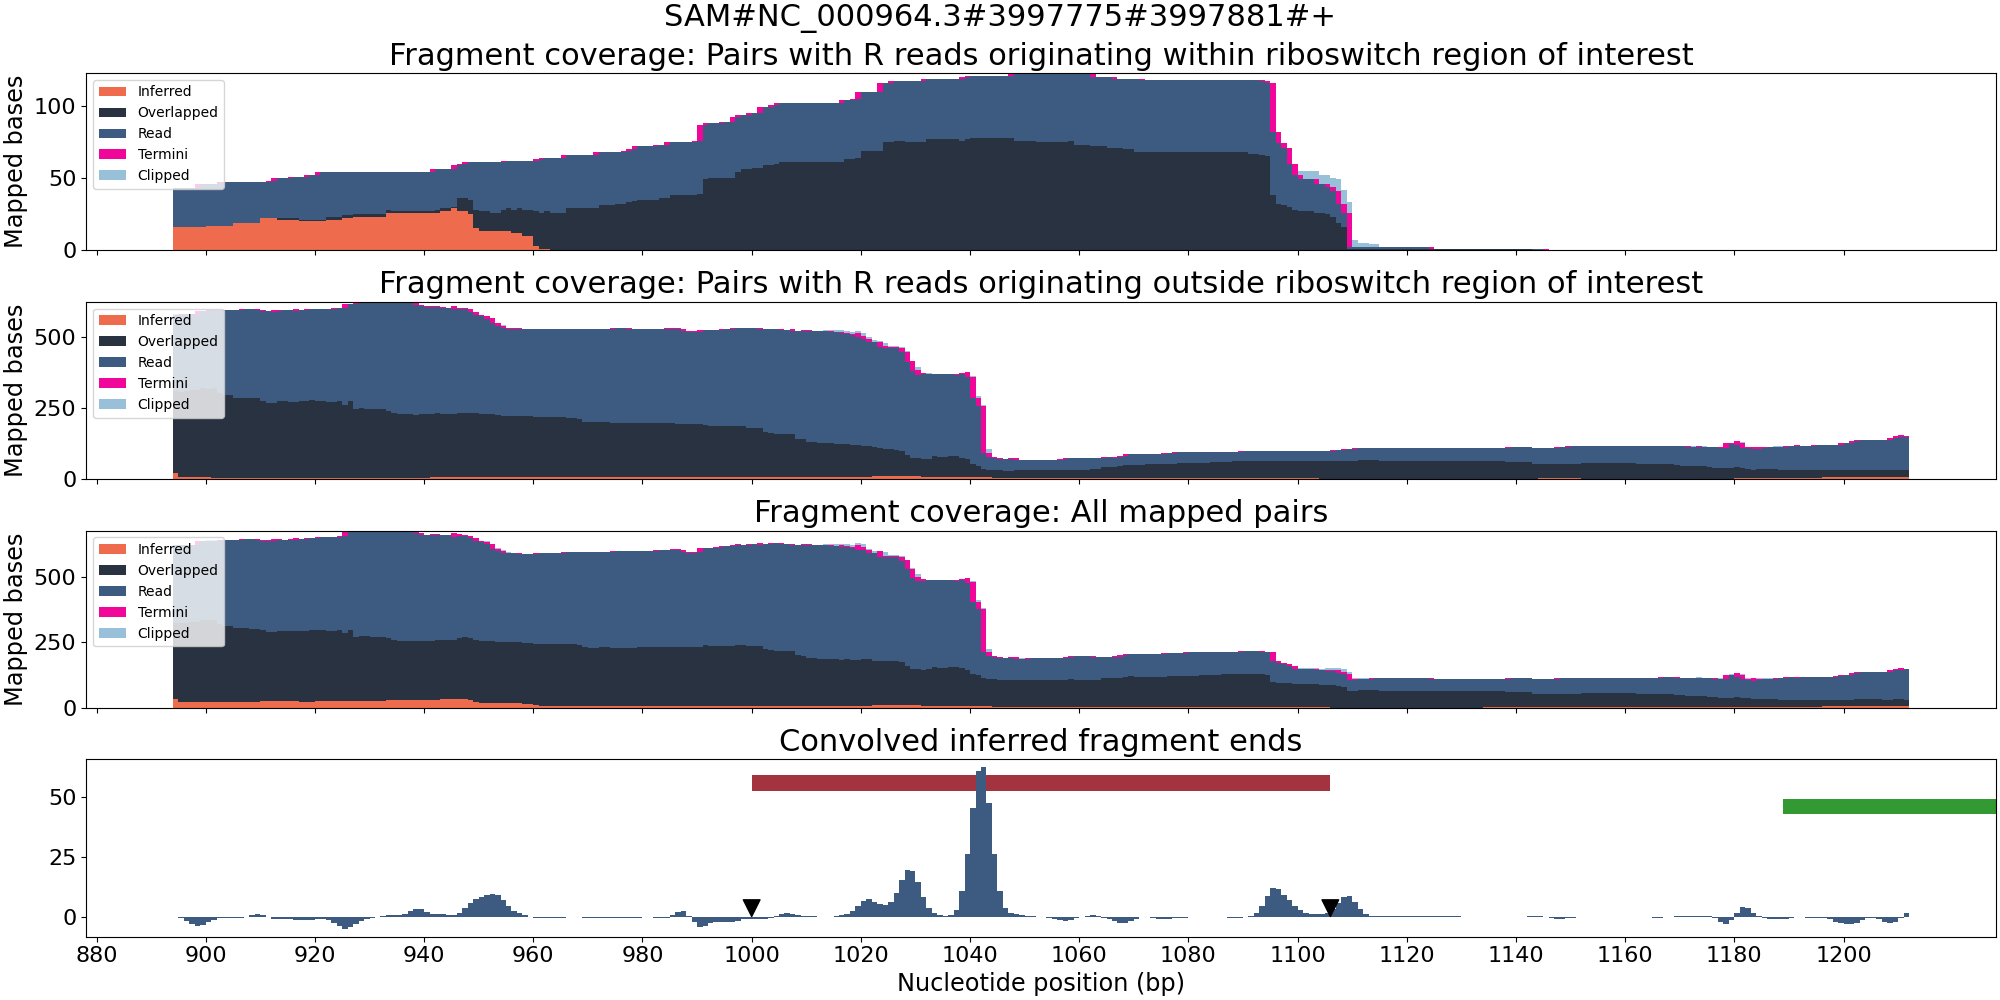 SAM#NC_000964.3#3997775#3997881#+
Fragment coverage: Pairs with R reads originating within riboswitch region of interest
Mapped bases
100
50
0
Inferred
Overlapped
Read
Termini
Clipped
Fragment coverage: Pairs with R reads originating outside riboswitch region of interest
Mapped bases
500
250
0
Inferred
Overlapped
Read
Termini
Clipped
Fragment coverage: All mapped pairs
Mapped bases
500
250
0
Inferred
Overlapped
Read
Termini
Clipped
Convolved inferred fragment ends
50
25
0
880 900 920 940 960 980 1000 1020 1040 1060 1080 1100 1120 1140 1160 1180 1200
Nucleotide position (bp)